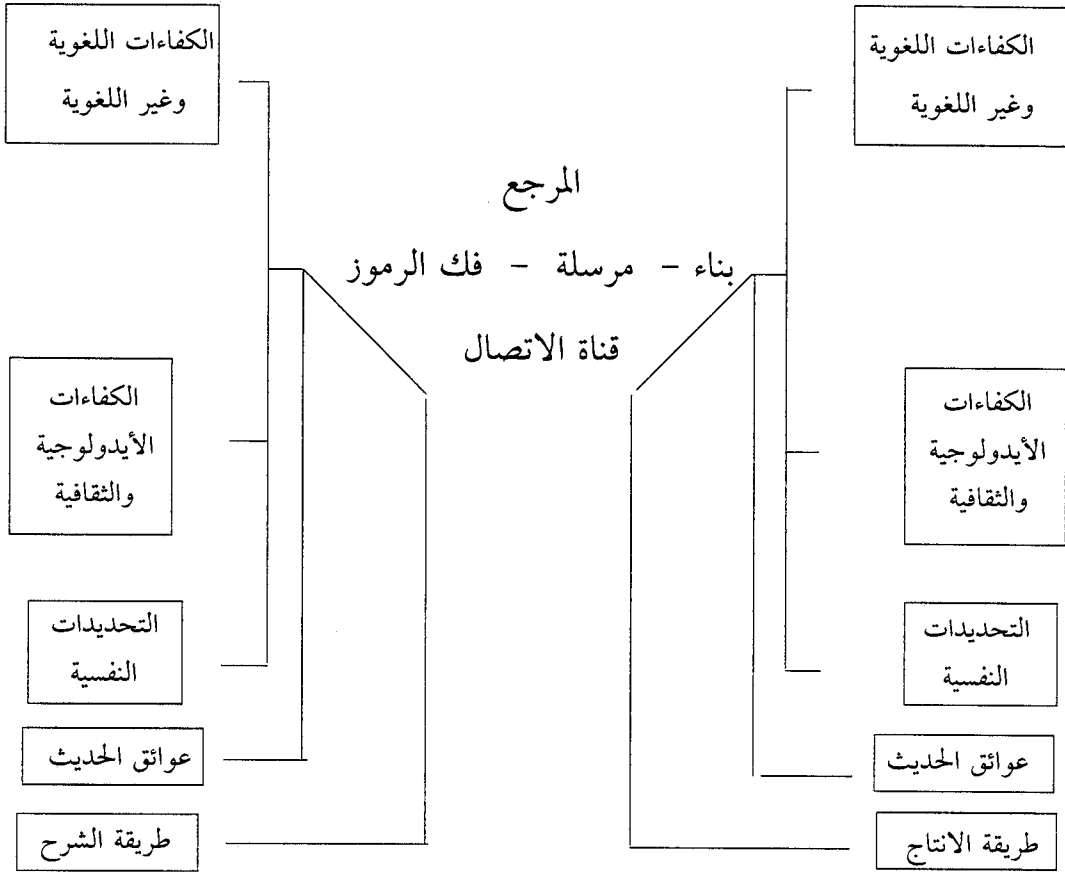 الكفاءات اللغوية
وغير اللغوية
الكفاءات اللغوية
وغير اللغوية
المرجع
بناء - مرسلة - فك الرموز
قناة الاتصال
الكفاءات
الأيدولوجية
والثقافية
الكفاءات
الأيدولوجية
والثقافية
التحديدات
النفسية
التحديدات
النفسية
عوائق الحديث
عوائق الحديث
طريقة الانتاج
طريقة الشرح